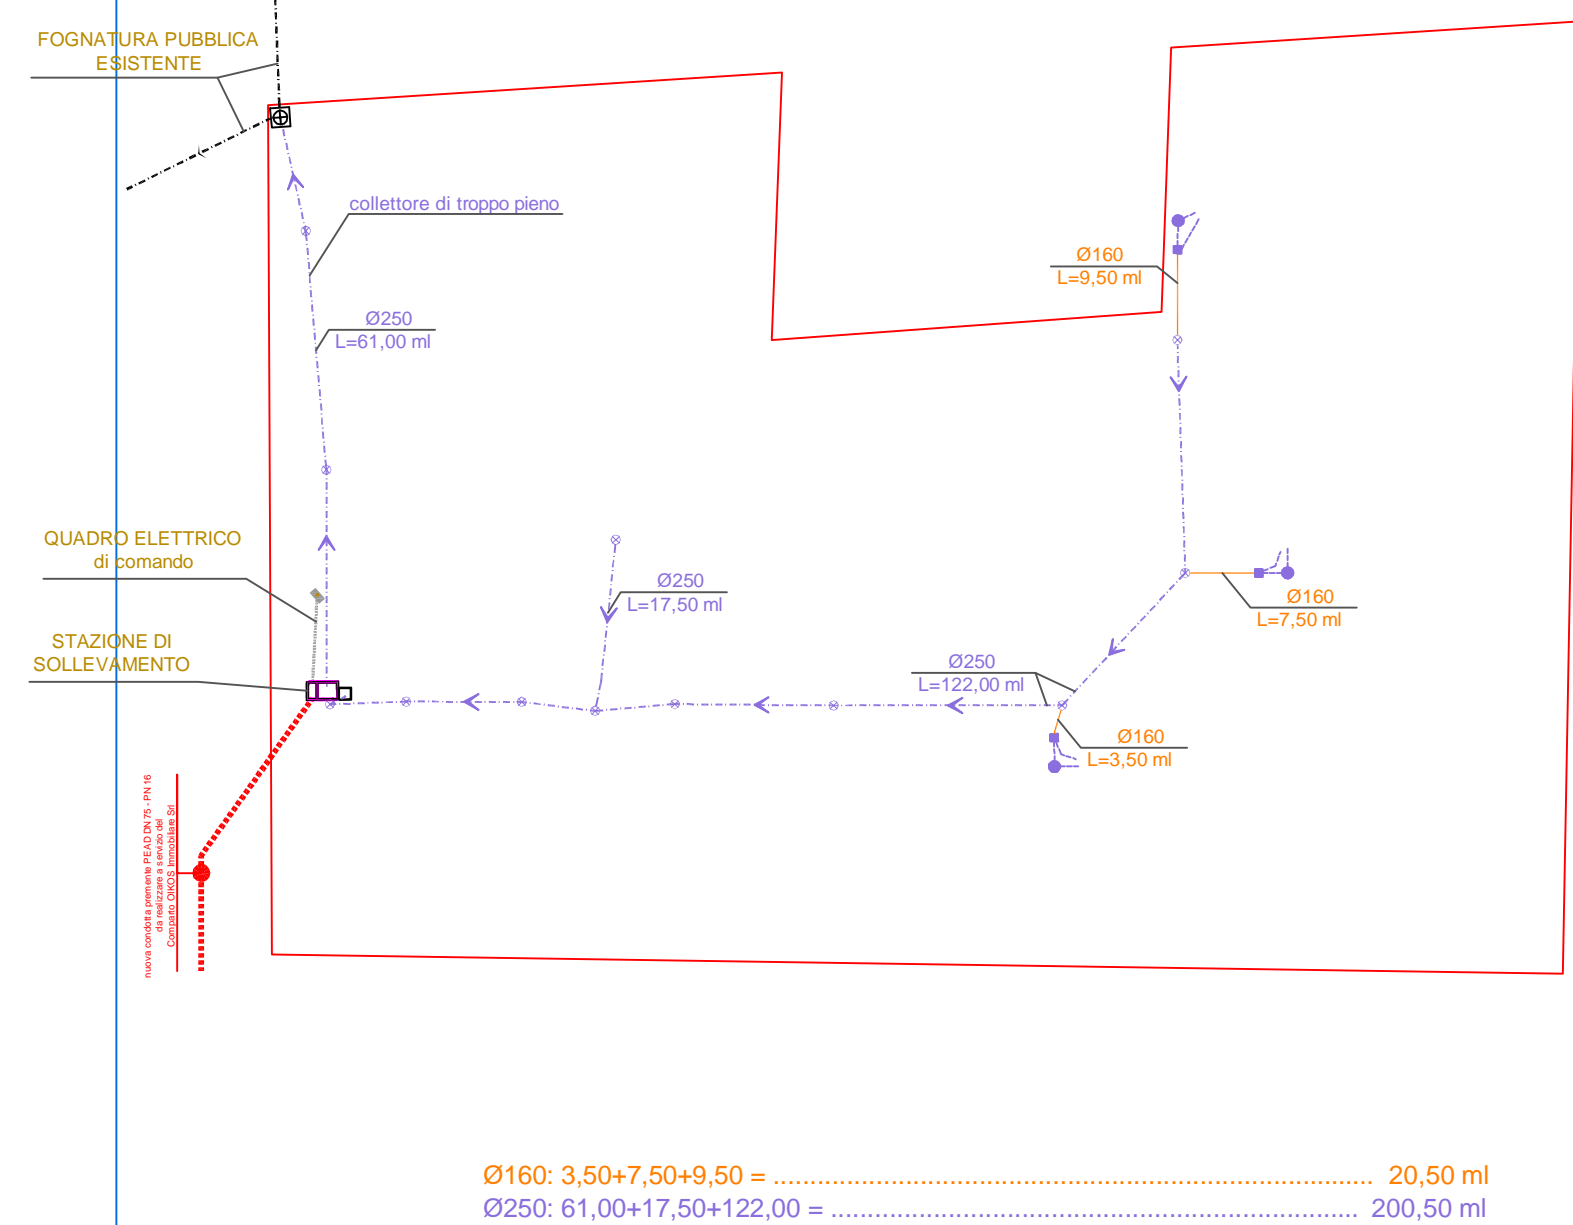 FOGNATURA PUBBLICA
ESISTENTE
collettore di troppo pieno
Ø160
L=9,50 ml
Ø250
L=61,00 ml
QUADRO ELETTRICO
di comando
Ø250
L=17,50 ml
Ø160
L=7,50 ml
STAZIONE DI
SOLLEVAMENTO
Ø250
L=122,00 ml
Ø160
L=3,50 ml
nuova condotta premente PEAD DN 75 - PN 16
da realizzare a servizio del
Comparto OIKOS Immobiliare Srl
Ø160: 3,50+7,50+9,50 = ........................................................................ 20,50 ml
Ø250: 61,00+17,50+122,00 = ............................................................... 200,50 ml